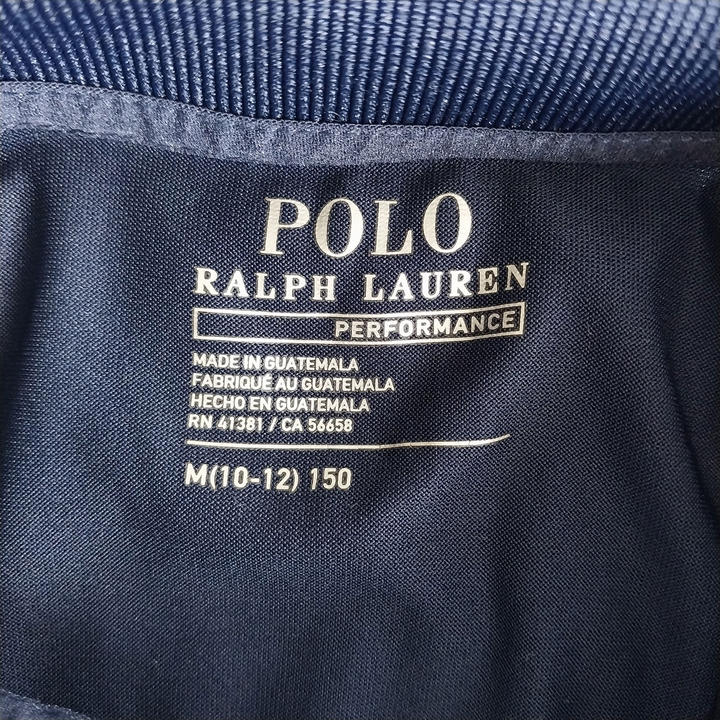 POLO
RALPH LAUREN
PERFORMANCE
MADE IN GUATEMALA
FABRIQUÉ AU GUATEMALA
HECHO EN GUATEMALA
RN 41381 / CA 56658
M(10-12) 150